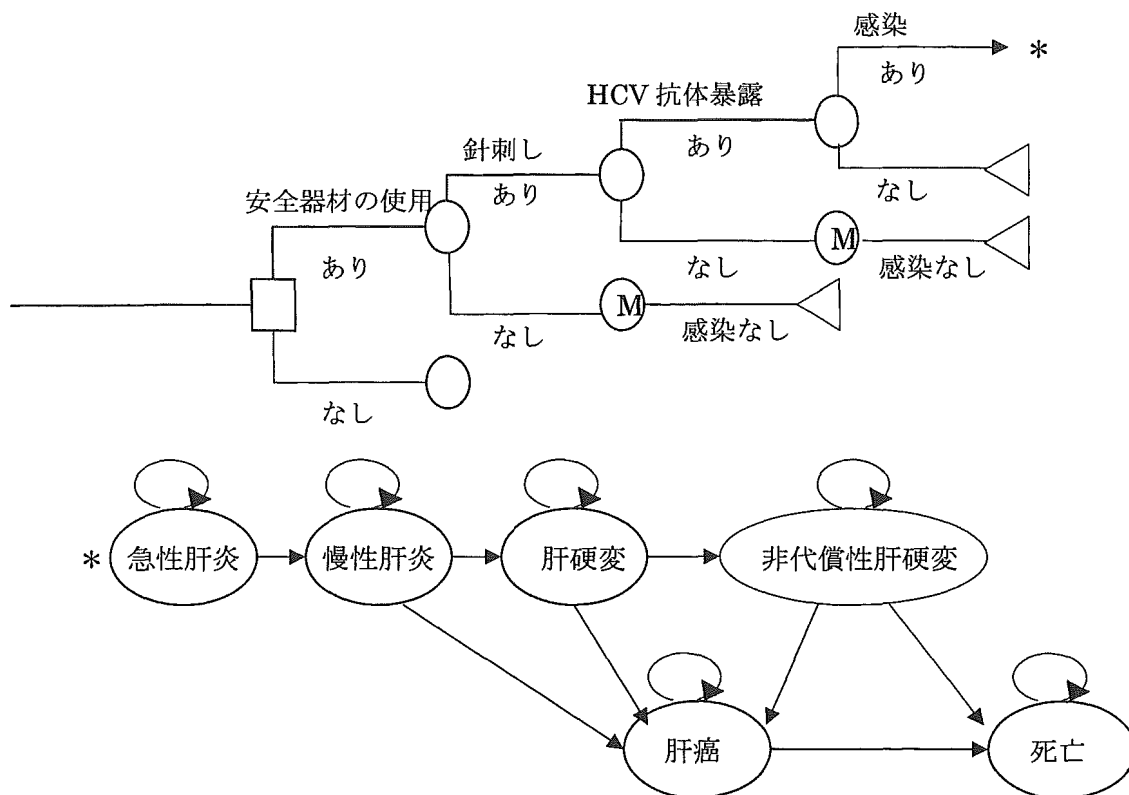 感染
あり
*
HCV 抗体暴露
あり
なし
針刺し
あり
M
なし
感染なし
安全器材の使用
あり
M
なし
感染なし
なし
*
急性肝炎
慢性肝炎
肝硬変
非代償性肝硬変
肝癌
死亡